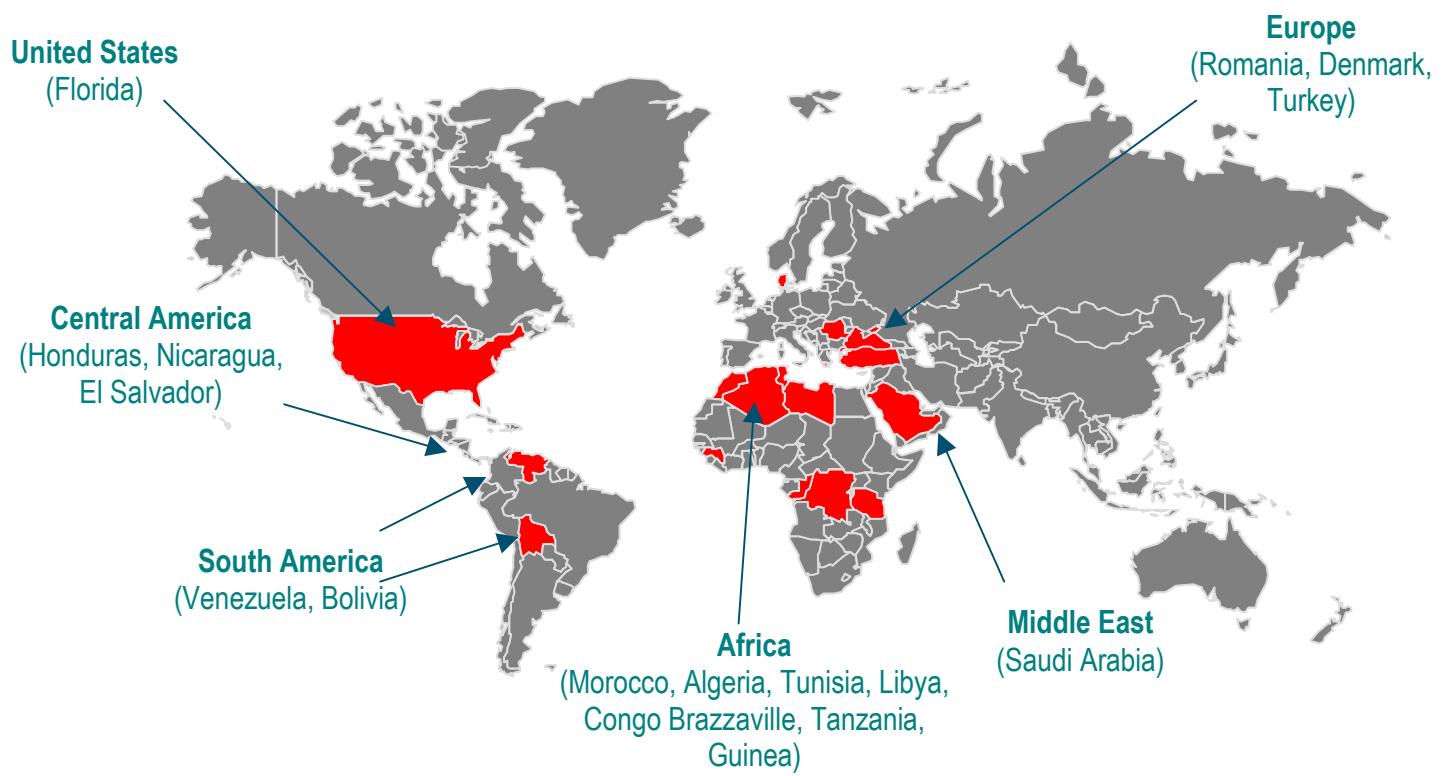 United States
(Florida)
Europe
(Romania, Denmark,
Turkey)
Central America
(Honduras, Nicaragua,
El Salvador)
South America
(Venezuela, Bolivia)
Africa
(Morocco, Algeria, Tunisia, Libya,
Congo Brazzaville, Tanzania,
Guinea)
Middle East
(Saudi Arabia)